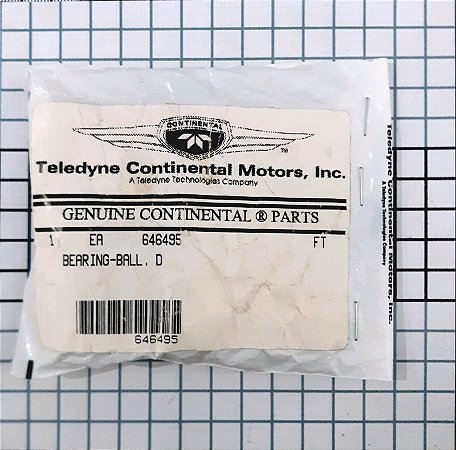 CONTINENTAL
TM
Teledyne Continental Motors, Inc.
A Teledyne Technologies Company
GENUINE CONTINENTAL ® PARTS
1 EA 646495 FT
BEARING-BALL. D
646495
Teledyne Continental Motors, Inc.
A Teledyne Technologies Company